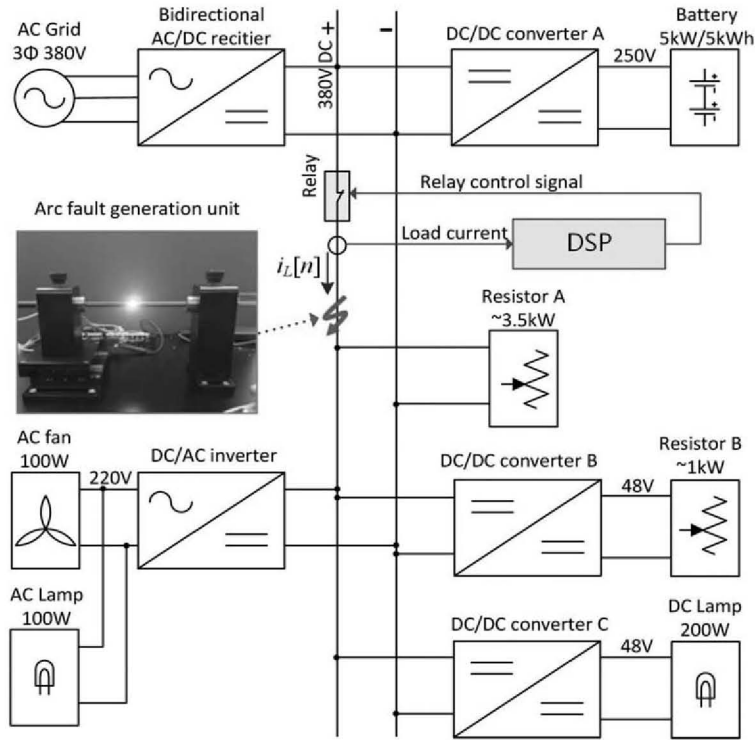 AC Grid
3Φ 380V
Bidirectional
AC/DC recitier
380V DC +
-
DC/DC converter A
250V
Battery
5kW/5kWh
Relay
Relay control signal
Load current
DSP
Arc fault generation unit
iL[n]
Resistor A
~3.5kW
AC fan
100W
220V
DC/AC inverter
DC/DC converter B
48V
Resistor B
~1kW
AC Lamp
100W
DC/DC converter C
48V
DC Lamp
200W